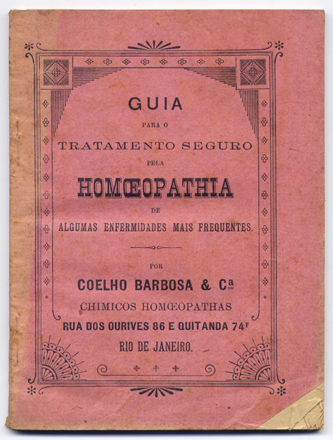 GUIA
PARA O
TRATAMENTO SEGURO
PELA
HOMŒOPATHIA
DE
ALGUMAS ENFERMIDADES MAIS FREQUENTES.
POR
COELHO BARBOSA & Cª
CHIMICOS HOMŒOPATHAS
RUA DOS OURIVES 86 E QUITANDA 74
RIO DE JANEIRO.